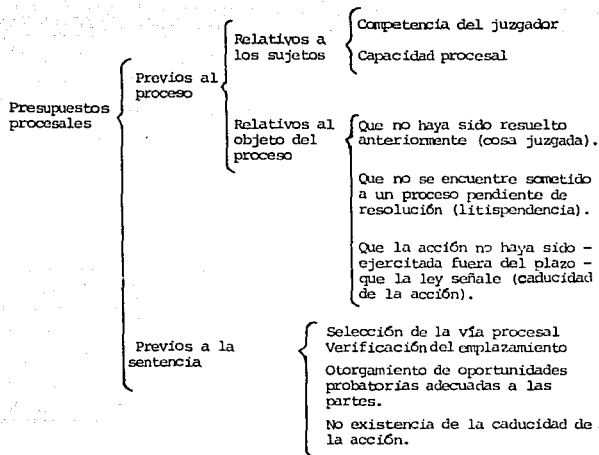 Presupuestos
procesales
Previos al
proceso
Relativos a
los sujetos
Competencia del juzgador
Capacidad procesal
Relativos al
objeto del
proceso
Que no haya sido resuelto
anteriormente (cosa juzgada).
Que no se encuentre sometido
a un proceso pendiente de
resolución (litispendencia).
Que la acción no haya sido -
ejercitada fuera del plazo -
que la ley señale (caducidad
de la acción).
Previos a la
sentencia
Selección de la vía procesal
Verificación del emplazamiento
Otorgamiento de oportunidades
probatorias adecuadas a las
partes.
No existencia de la caducidad de
la acción.